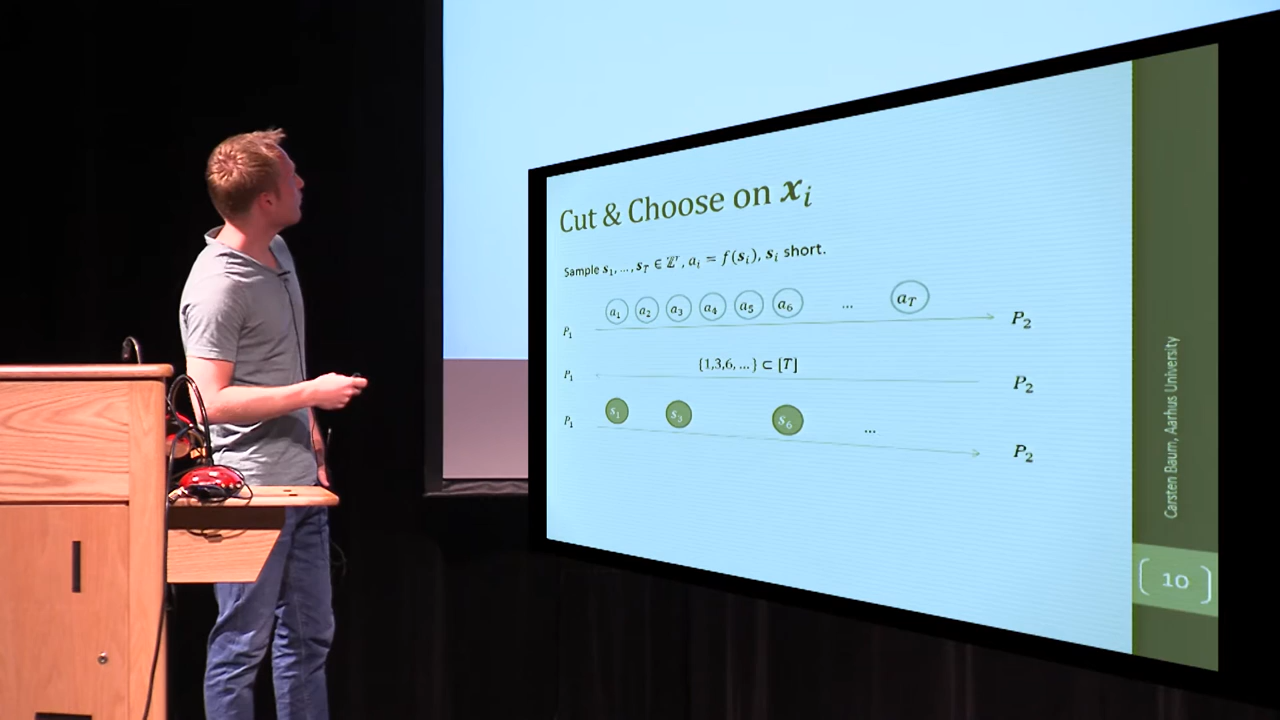 Cut & Choose on 𝒙ᵢ
Sample 𝒔₁, …, 𝒔_T ∈ ℤʳ, aᵢ = f(𝒔ᵢ), 𝒔ᵢ short.
a₁ a₂ a₃ a₄ a₅ a₆ … a_T
P₁ P₂
{1,3,6, … } ⊂ [T]
P₁ P₂
s₁ s₃ s₆ …
P₁ P₂
Carsten Baum, Aarhus University
10